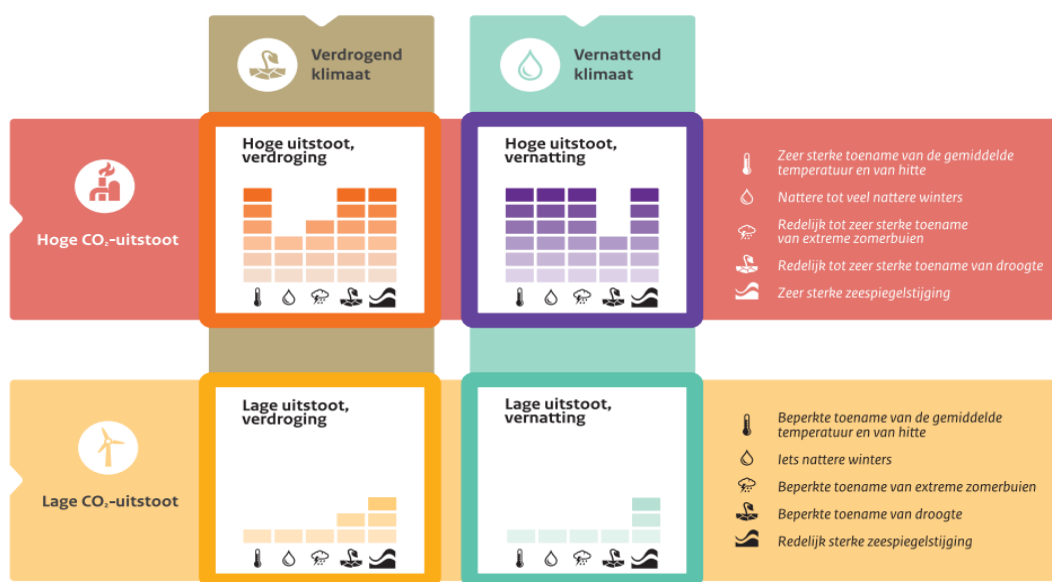 Verdrogend
klimaat
Vernattend
klimaat
Hoge CO₂-uitstoot
Hoge uitstoot,
verdroging
Hoge uitstoot,
vernatting
Zeer sterke toename van de gemiddelde
temperatuur en van hitte
Nattere tot veel nattere winters
Redelijk tot zeer sterke toename
van extreme zomerbuien
Redelijk tot zeer sterke toename van droogte
Zeer sterke zeespiegelstijging
Lage CO₂-uitstoot
Lage uitstoot,
verdroging
Lage uitstoot,
vernatting
Beperkte toename van de gemiddelde
temperatuur en van hitte
Iets nattere winters
Beperkte toename van extreme zomerbuien
Beperkte toename van droogte
Redelijk sterke zeespiegelstijging